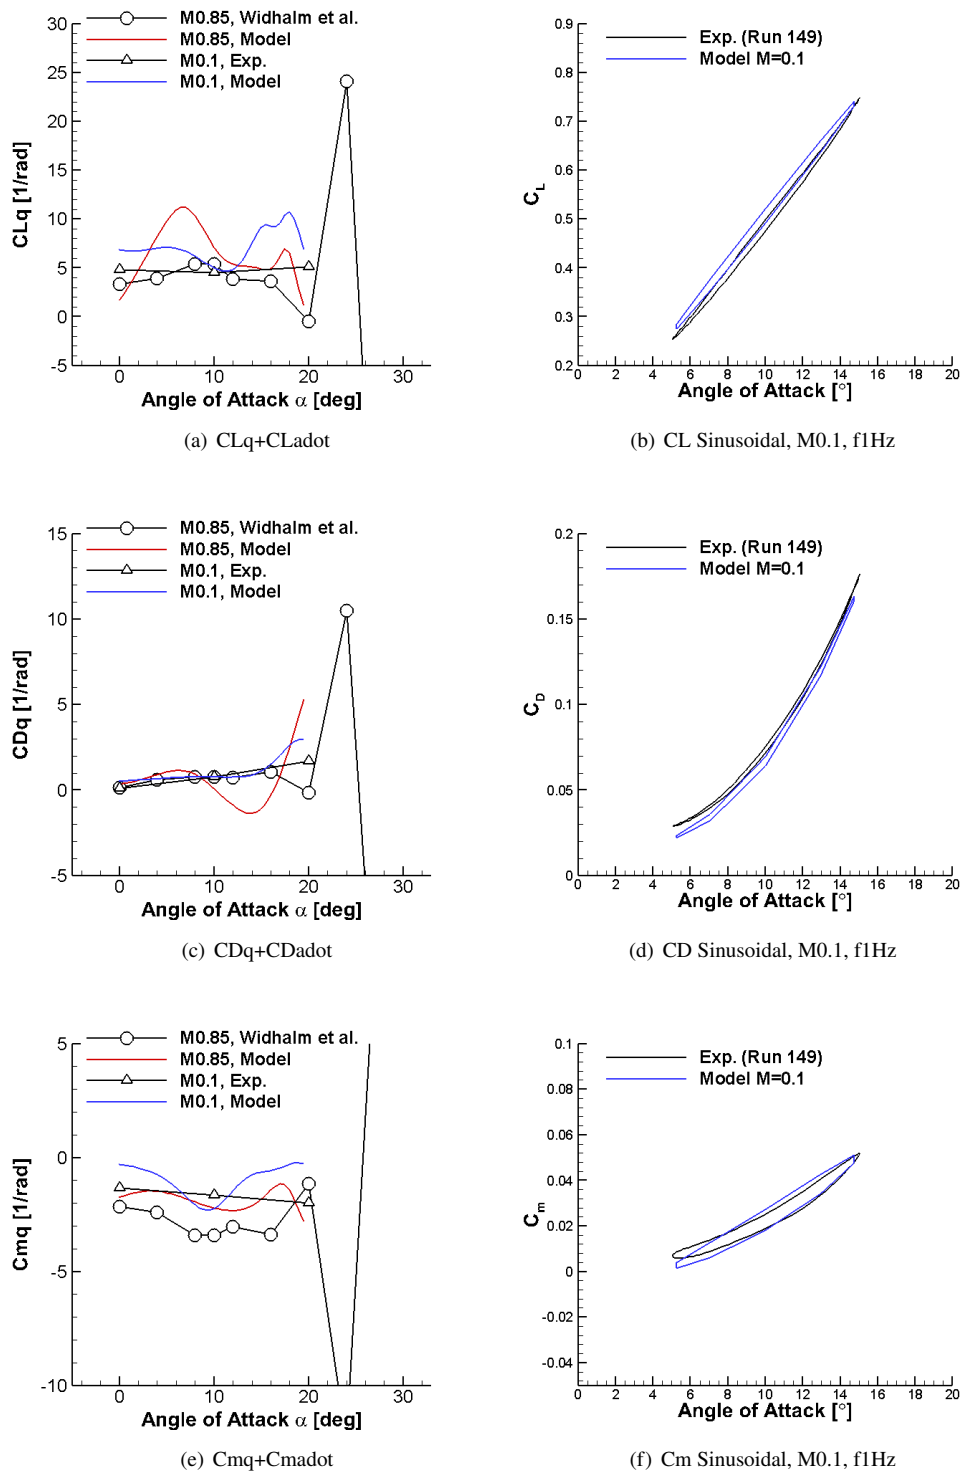 M0.85, Widhalm et al.
M0.85, Model
M0.1, Exp.
M0.1, Model
CLq [1/rad]
30
25
20
15
10
5
0
-5
0 10 20 30
Angle of Attack α [deg]
(a) CLq+CLadot
Exp. (Run 149)
Model M=0.1
C_L
0.9
0.8
0.7
0.6
0.5
0.4
0.3
0.2
0 2 4 6 8 10 12 14 16 18 20
Angle of Attack [°]
(b) CL Sinusoidal, M0.1, f1Hz
M0.85, Widhalm et al.
M0.85, Model
M0.1, Exp.
M0.1, Model
CDq [1/rad]
15
10
5
0
-5
0 10 20 30
Angle of Attack α [deg]
(c) CDq+CDadot
Exp. (Run 149)
Model M=0.1
C_D
0.2
0.15
0.1
0.05
0
0 2 4 6 8 10 12 14 16 18 20
Angle of Attack [°]
(d) CD Sinusoidal, M0.1, f1Hz
M0.85, Widhalm et al.
M0.85, Model
M0.1, Exp.
M0.1, Model
Cmq [1/rad]
5
0
-5
-10
0 10 20 30
Angle of Attack α [deg]
(e) Cmq+Cmadot
Exp. (Run 149)
Model M=0.1
C_m
0.1
0.08
0.06
0.04
0.02
0
-0.02
-0.04
0 2 4 6 8 10 12 14 16 18 20
Angle of Attack [°]
(f) Cm Sinusoidal, M0.1, f1Hz